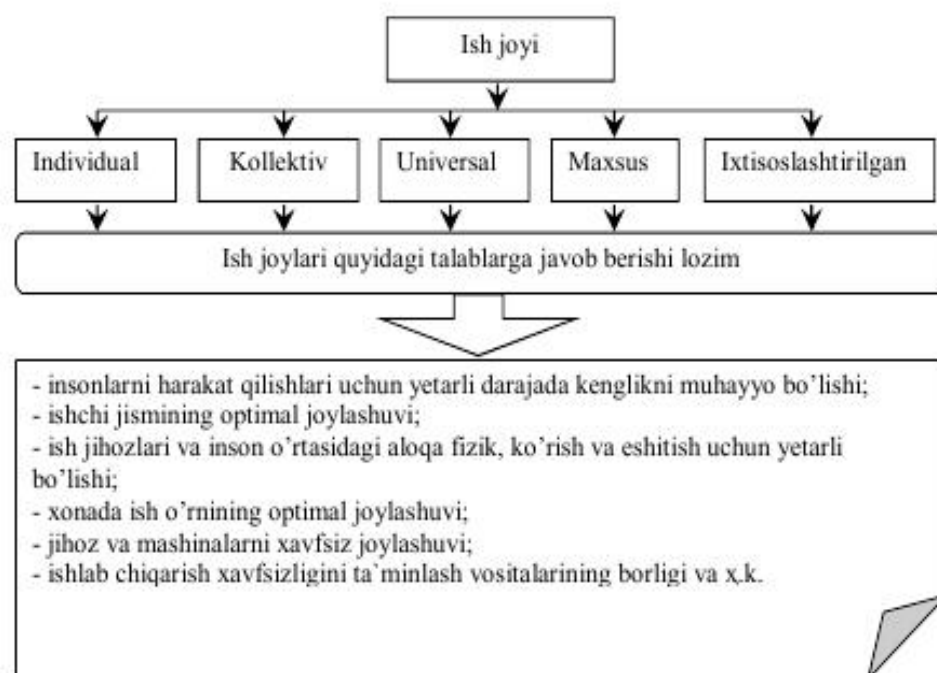 Ish joyi
Individual
Kollektiv
Universal
Maxsus
Ixtisoslashtirilgan
Ish joylari quyidagi talablarga javob berishi lozim
- insonlarni harakat qilishlari uchun yetarli darajada kenglikni muhayyo bo’lishi;
- ishchi jismining optimal joylashuvi;
- ish jihozlari va inson o’rtasidagi aloqa fizik, ko’rish va eshitish uchun yetarli
bo’lishi;
- xonada ish o’rnining optimal joylashuvi;
- jihoz va mashinalarni xavfsiz joylashuvi;
- ishlab chiqarish xavfsizligini ta`minlash vositalarining borligi va ҳ.k.